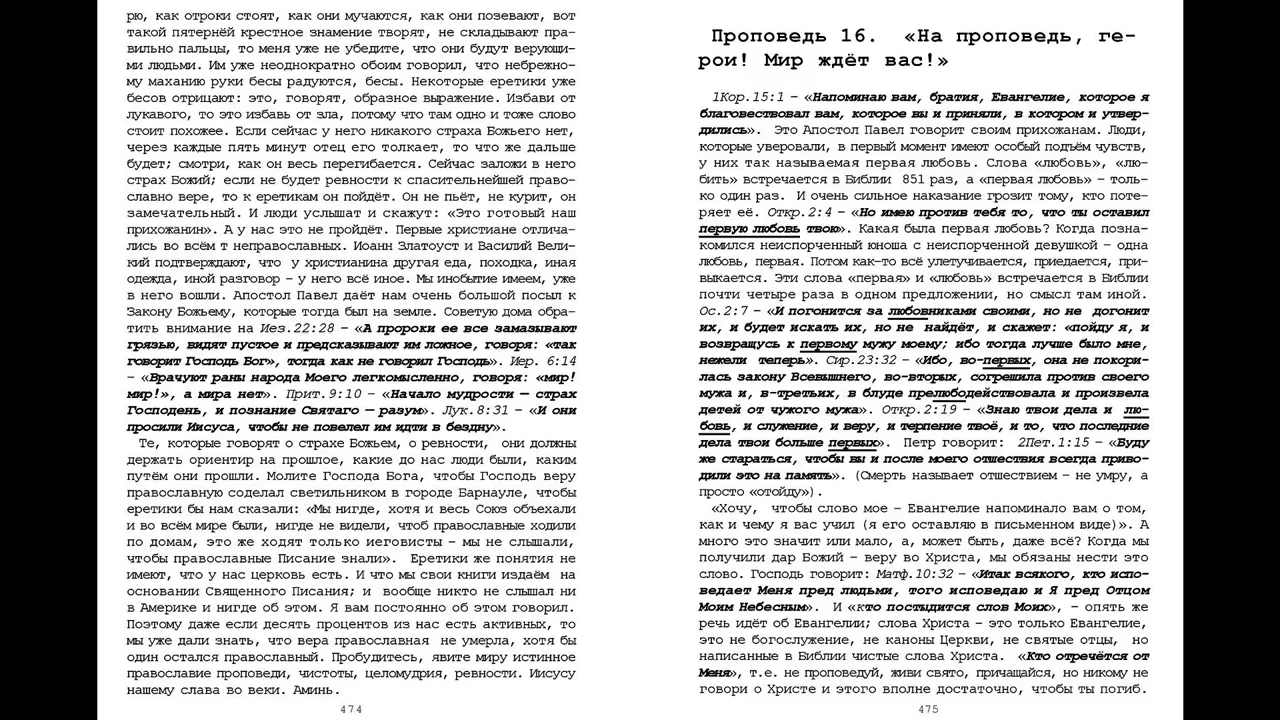 рю, как отроки стоят, как они мучаются, как они позевают, вот
такой пятернёй крестное знамение творят, не складывают пра-
вильно пальцы, то меня уже не убедите, что они будут верующи-
ми людьми. Им уже неоднократно обоим говорил, что небрежно-
му маханию руки бесы радуются, бесы. Некоторые еретики уже
бесов отрицают: это, говорят, образное выражение. Избави от
лукавого, то это избавь от зла, потому что там одно и тоже слово
стоит похожее. Если сейчас у него никакого страха Божьего нет,
через каждые пять минут отец его толкает, то что же дальше
будет; смотри, как он весь перегибается. Сейчас заложи в него
страх Божий; если не будет ревности к спасительнейшей право-
славно вере, то к еретикам он пойдёт. Он не пьёт, не курит, он
замечательный. И люди услышат и скажут: «Это готовый наш
прихожанин». А у нас это не пройдёт. Первые христиане отлича-
лись во всём т неправославных. Иоанн Златоуст и Василий Вели-
кий подтверждают, что у христианина другая еда, походка, иная
одежда, иной разговор – у него всё иное. Мы инобытие имеем, уже
в него вошли. Апостол Павел даёт нам очень большой посыл к
Закону Божьему, которые тогда был на земле. Советую дома обра-
тить внимание на Иез.22:28 – «А пророки ее все замазывают
грязью, видят пустое и предсказывают им ложное, говоря: «так
говорит Господь Бог», тогда как не говорил Господь». Иер. 6:14
– «Врачуют раны народа Моего легкомысленно, говоря: «мир!
мир!», а мира нет». Прит.9:10 – «Начало мудрости — страх
Господень, и познание Святаго — разум». Лук.8:31 – «И они
просили Иисуса, чтобы не повелел им идти в бездну».
Те, которые говорят о страхе Божьем, о ревности, они должны
держать ориентир на прошлое, какие до нас люди были, каким
путём они прошли. Молите Господа Бога, чтобы Господь веру
православную соделал светильником в городе Барнауле, чтобы
еретики бы нам сказали: «Мы нигде, хотя и весь Союз объехали
и во всём мире были, нигде не видели, чтоб православные ходили
по домам, это же ходят только иеговисты – мы не слышали,
чтобы православные Писание знали». Еретики же понятия не
имеют, что у нас церковь есть. И что мы свои книги издаём на
основании Священного Писания; и вообще никто не слышал ни
в Америке и нигде об этом. Я вам постоянно об этом говорил.
Поэтому даже если десять процентов из нас есть активных, то
мы уже дали знать, что вера православная не умерла, хотя бы
один остался православный. Пробудитесь, явите миру истинное
православие проповеди, чистоты, целомудрия, ревности. Иисусу
нашему слава во веки. Аминь.
474
Проповедь 16. «На проповедь, ге-
рои! Мир ждёт вас!»
1Кор.15:1 – «Напоминаю вам, братия, Евангелие, которое я
благовествовал вам, которое вы и приняли, в котором и утвер-
дились». Это Апостол Павел говорит своим прихожанам. Люди,
которые уверовали, в первый момент имеют особый подъём чувств,
у них так называемая первая любовь. Слова «любовь», «лю-
бить» встречается в Библии 851 раз, а «первая любовь» – толь-
ко один раз. И очень сильное наказание грозит тому, кто поте-
ряет её. Откр.2:4 – «Но имею против тебя то, что ты оставил
первую любовь твою». Какая была первая любовь? Когда позна-
комился неиспорченный юноша с неиспорченной девушкой – одна
любовь, первая. Потом как-то всё улетучивается, приедается, при-
выкается. Эти слова «первая» и «любовь» встречается в Библии
почти четыре раза в одном предложении, но смысл там иной.
Ос.2:7 – «И погонится за любовниками своими, но не догонит
их, и будет искать их, но не найдёт, и скажет: «пойду я, и
возвращусь к первому мужу моему; ибо тогда лучше было мне,
нежели теперь». Сир.23:32 – «Ибо, во-первых, она не покори-
лась закону Всевышнего, во-вторых, согрешила против своего
мужа и, в-третьих, в блуде прелюбодействовала и произвела
детей от чужого мужа». Откр.2:19 – «Знаю твои дела и лю-
бовь, и служение, и веру, и терпение твоё, и то, что последние
дела твои больше первых». Петр говорит: 2Пет.1:15 – «Буду
же стараться, чтобы вы и после моего отшествия всегда приво-
дили это на память». (Смерть называет отшествием – не умру, а
просто «отойду»).
«Хочу, чтобы слово мое – Евангелие напоминало вам о том,
как и чему я вас учил (я его оставляю в письменном виде)». А
много это значит или мало, а, может быть, даже всё? Когда мы
получили дар Божий – веру во Христа, мы обязаны нести это
слово. Господь говорит: Матф.10:32 – «Итак всякого, кто испо-
ведает Меня пред людьми, того исповедаю и Я пред Отцом
Моим Небесным». И «кто постыдится слов Моих», – опять же
речь идёт об Евангелии; слова Христа – это только Евангелие,
это не богослужение, не каноны Церкви, не святые отцы, но
написанные в Библии чистые слова Христа. «Кто отречётся от
Меня», т.е. не проповедуй, живи свято, причащайся, но никому не
говори о Христе и этого вполне достаточно, чтобы ты погиб.
475